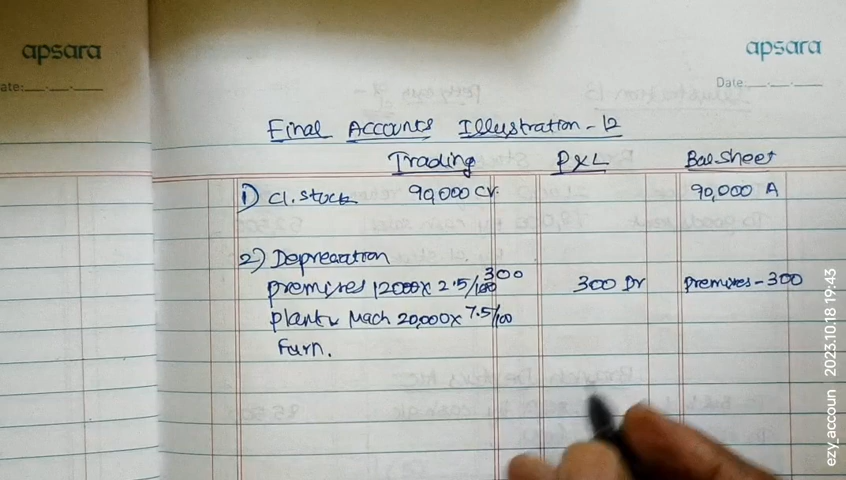 apsara
apsara
ate:
Date:
Final Accounts Illustration - 12
Trading P&L Bal Sheet
1) Cl. stock 90,000 Cr. 90,000 A
2) Depreciation
premises 12000 x 2.5/100 300 300 Dr premises - 300
plant & Mach 20,000 x 7.5/100
Furn.
ezy_accoun 2023.10.18 19:43